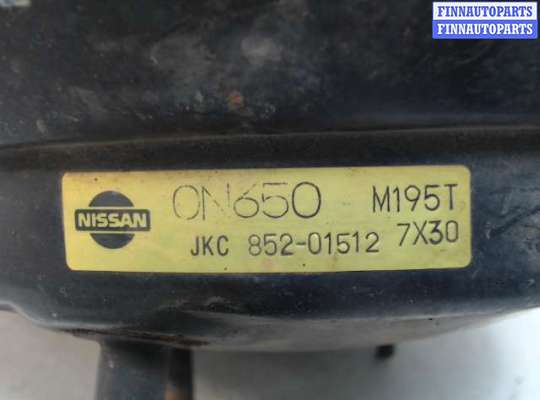 FINNAUTOPARTS
FINNAUTOPARTS
NISSAN 0N650 M195T
JKC 852-01512 7X30